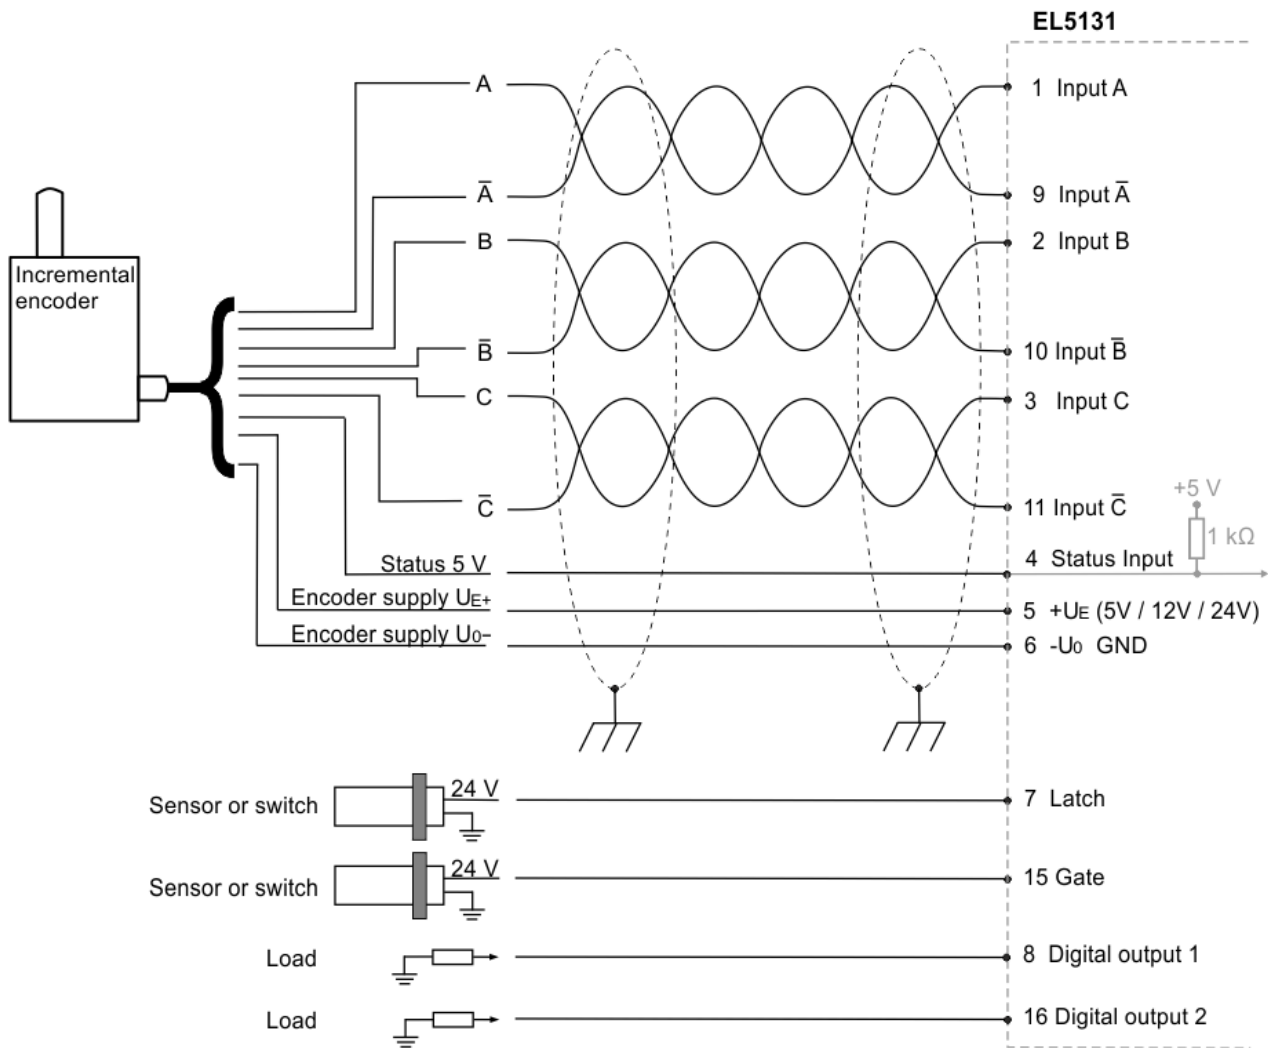 EL5131
A
1 Input A
A̅
9 Input A̅
B
2 Input B
Incremental
encoder
B̅
10 Input B̅
C
3 Input C
C̅
11 Input C̅
+5 V
1 kΩ
Status 5 V
4 Status Input
Encoder supply UE+
5 +UE (5V / 12V / 24V)
Encoder supply U0−
6 -U0 GND
Sensor or switch
24 V
7 Latch
Sensor or switch
24 V
15 Gate
Load
8 Digital output 1
Load
16 Digital output 2